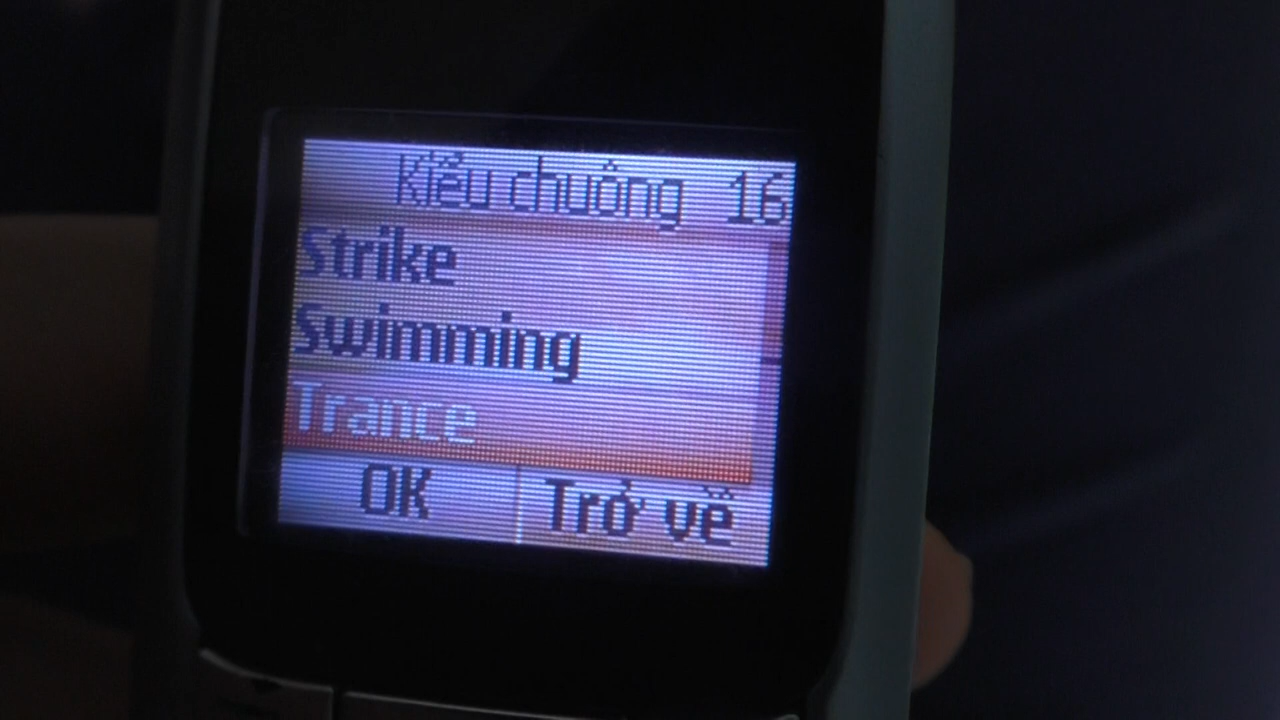 Kiểu chuông 16
Strike
Swimming
Trance
OK Trở về